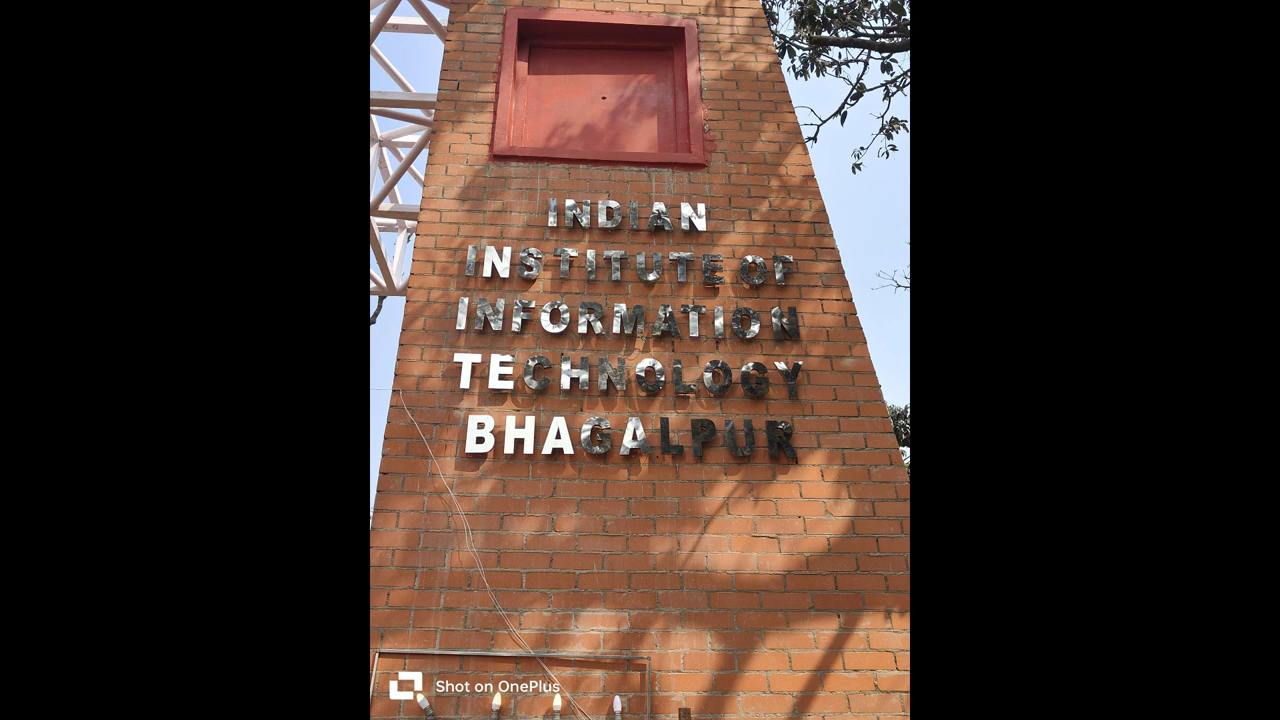 INDIAN
INSTITUTE OF
INFORMATION
TECHNOLOGY
BHAGALPUR
Shot on OnePlus